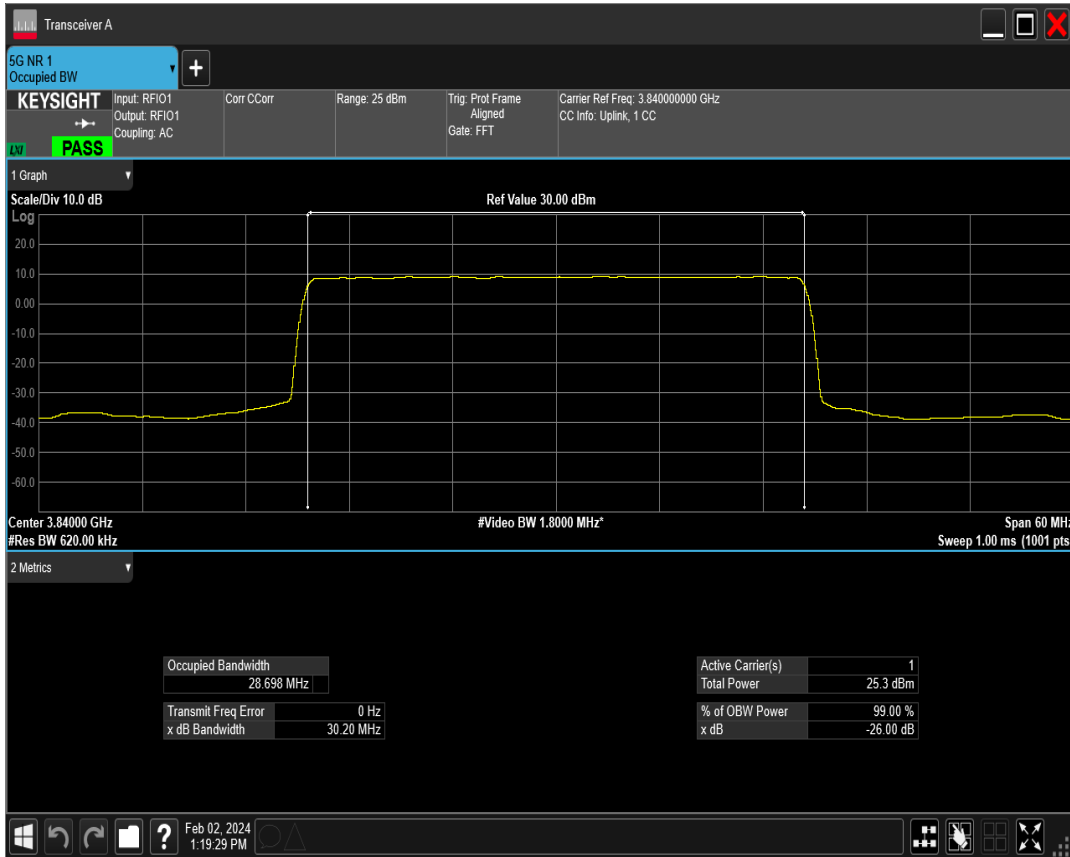 Transceiver A
5G NR 1
Occupied BW
+
KEYSIGHT
LXI
PASS
Input: RFIO1
Output: RFIO1
Coupling: AC
Corr CCorr
Range: 25 dBm
Trig: Prot Frame
Aligned
Gate: FFT
Carrier Ref Freq: 3.840000000 GHz
CC Info: Uplink, 1 CC
1 Graph
Scale/Div 10.0 dB
Ref Value 30.00 dBm
Log
20.0
10.0
0.00
-10.0
-20.0
-30.0
-40.0
-50.0
-60.0
Center 3.84000 GHz
#Video BW 1.8000 MHz*
Span 60 MHz
#Res BW 620.00 kHz
Sweep 1.00 ms (1001 pts
2 Metrics
Occupied Bandwidth
28.698 MHz
Transmit Freq Error 0 Hz
x dB Bandwidth 30.20 MHz
Active Carrier(s) 1
Total Power 25.3 dBm
% of OBW Power 99.00 %
x dB -26.00 dB
?
Feb 02, 2024
1:19:29 PM